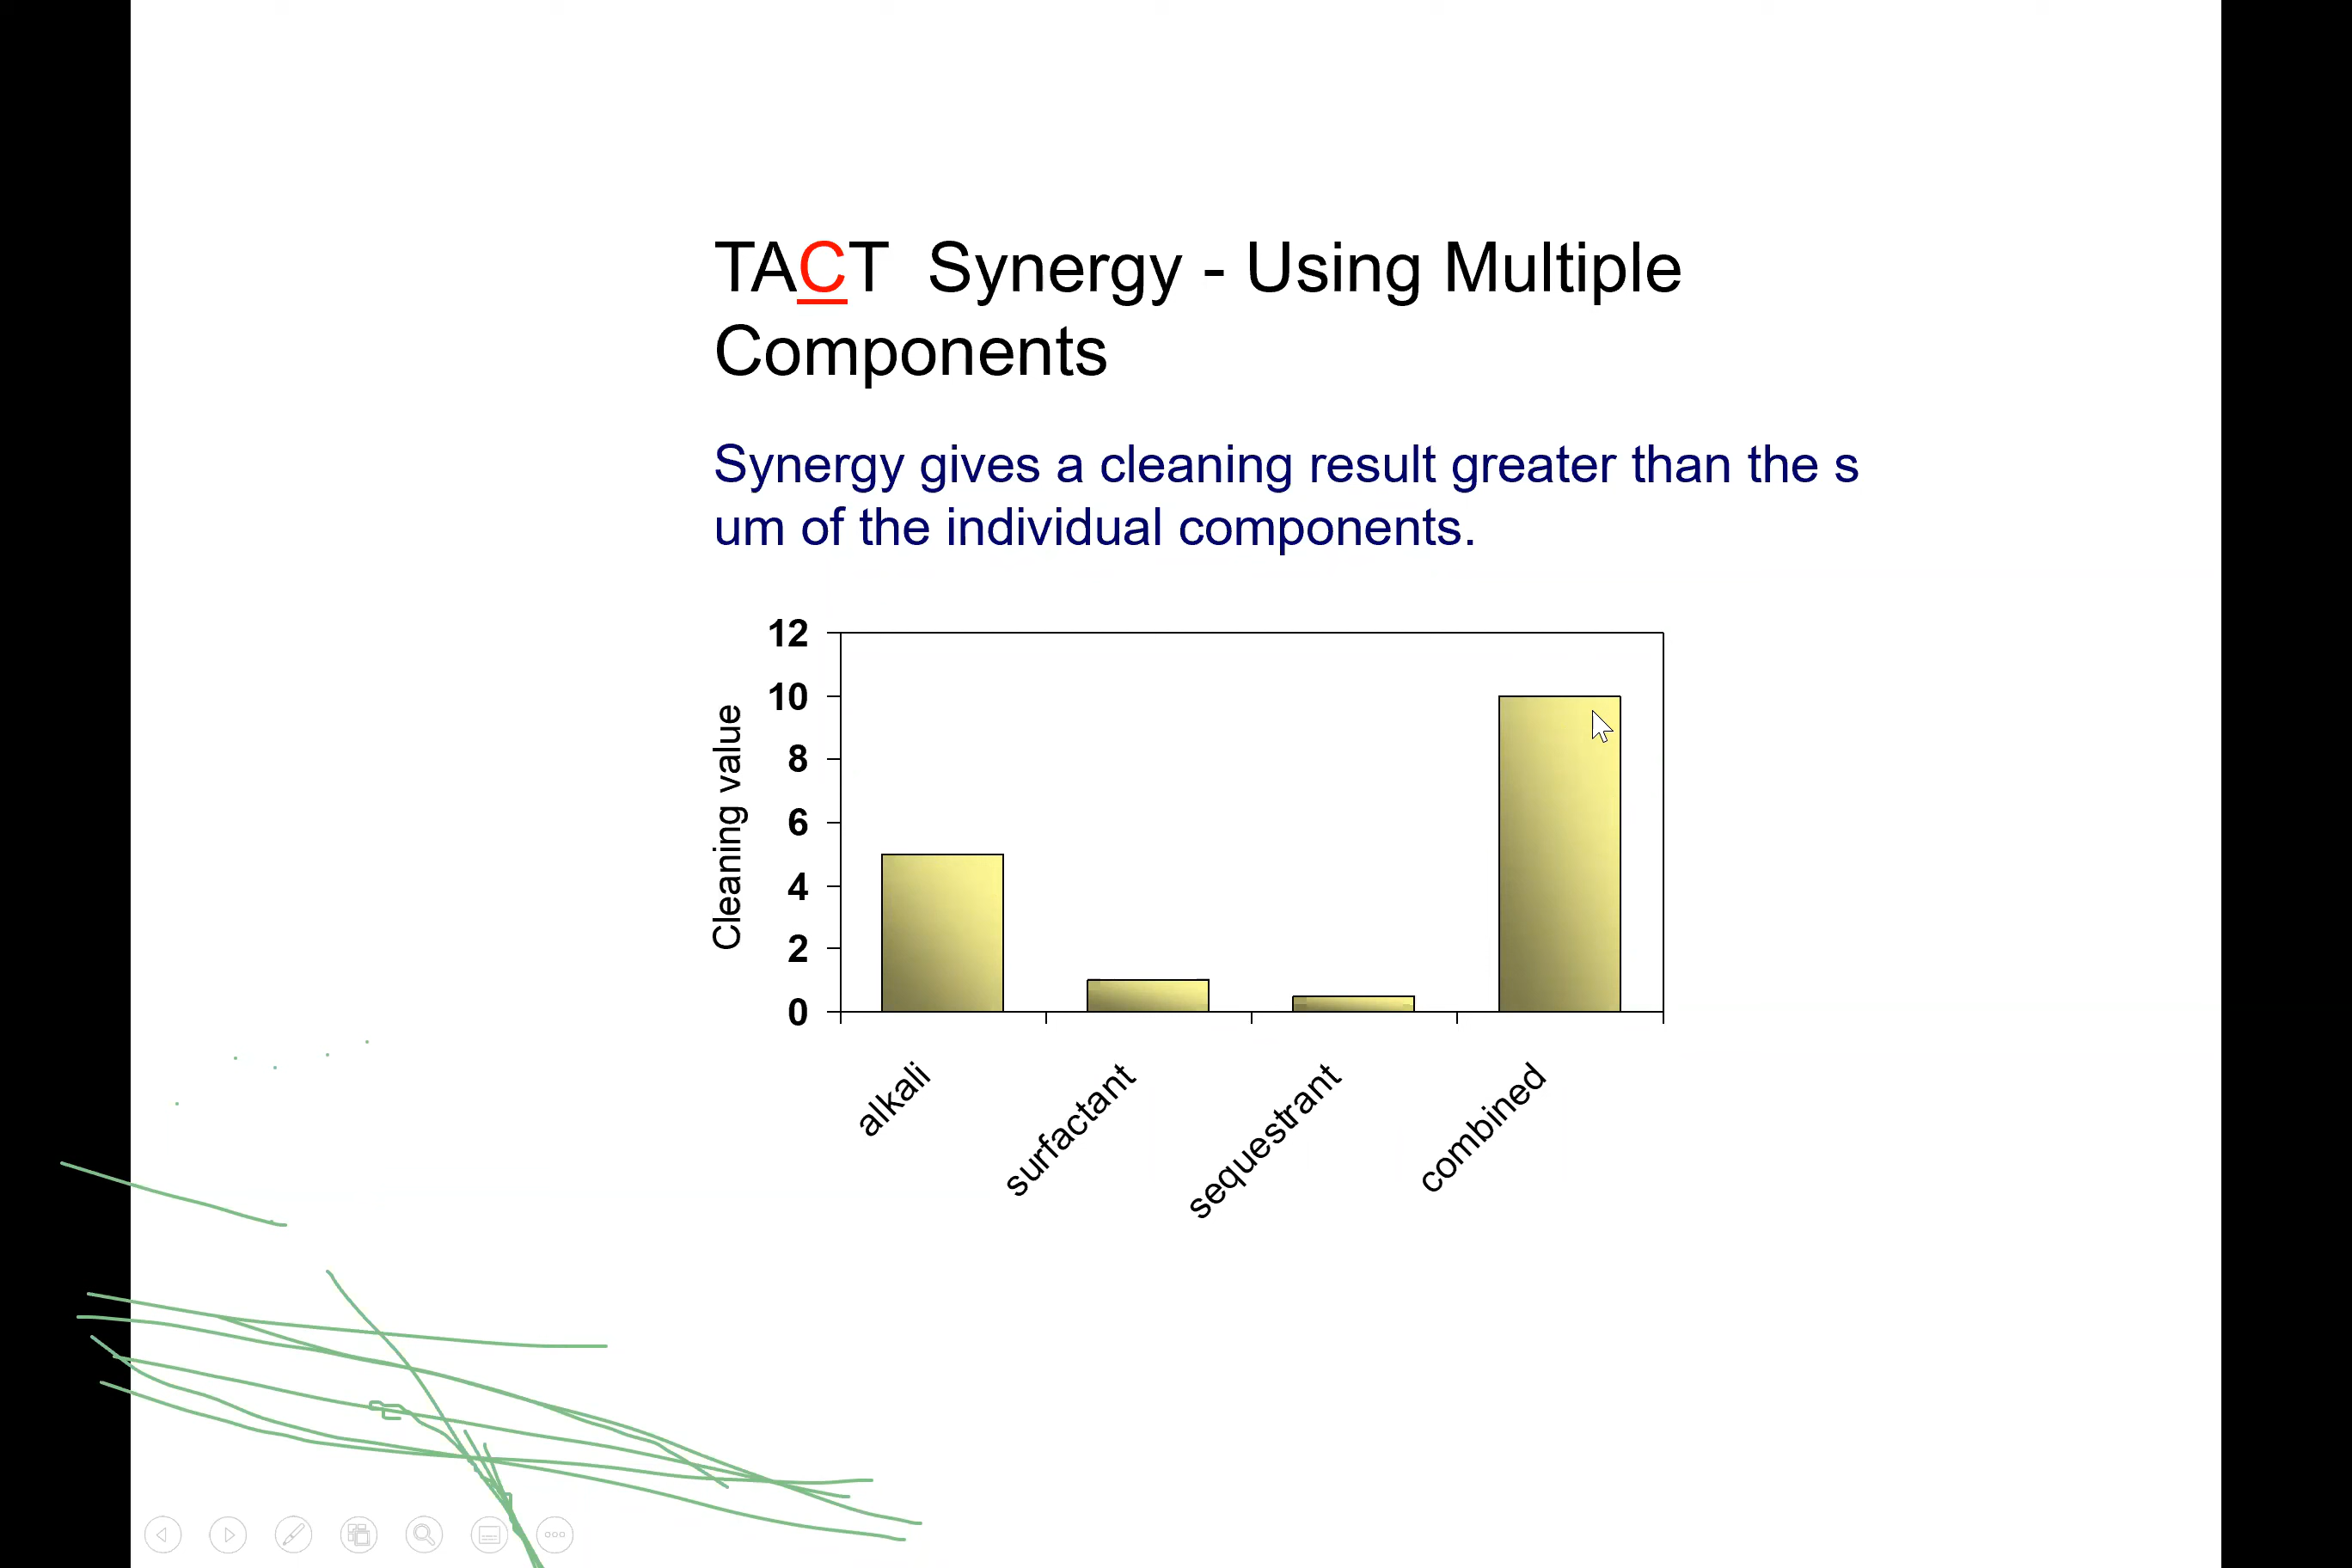 TACT  Synergy - Using Multiple
Components
Synergy gives a cleaning result greater than the s
um of the individual components.
12
10
8
6
4
2
0
Cleaning value
alkali
surfactant
sequestrant
combined